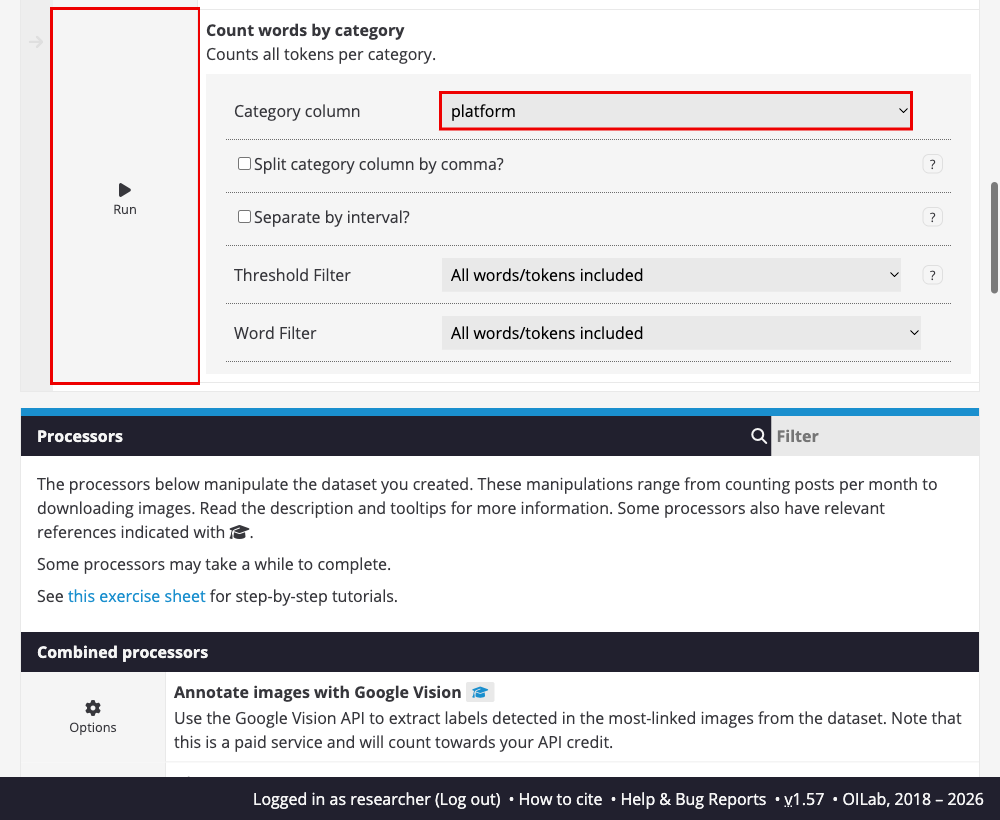 Count words by category
Counts all tokens per category.
Category column
platform
Split category column by comma?
?
Run
Separate by interval?
?
Threshold Filter
All words/tokens included
?
Word Filter
All words/tokens included
Processors
Filter
The processors below manipulate the dataset you created. These manipulations range from counting posts per month to
downloading images. Read the description and tooltips for more information. Some processors also have relevant
references indicated with .
Some processors may take a while to complete.
See this exercise sheet for step-by-step tutorials.
Combined processors
Annotate images with Google Vision
Options
Use the Google Vision API to extract labels detected in the most-linked images from the dataset. Note that
this is a paid service and will count towards your API credit.
Logged in as researcher (Log out) • How to cite • Help & Bug Reports • v1.57 • OILab, 2018 – 2026